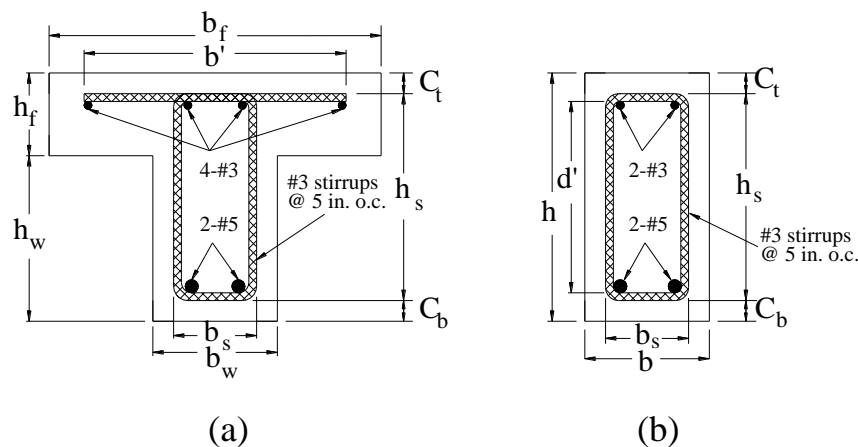 b_f
b'
C_t
h_f
4-#3
#3 stirrups
@ 5 in. o.c.
h_s
2-#5
h_w
C_b
b_s
b_w
(a)
C_t
2-#3
d'
h_s
h
2-#5
#3 stirrups
@ 5 in. o.c.
C_b
b_s
b
(b)